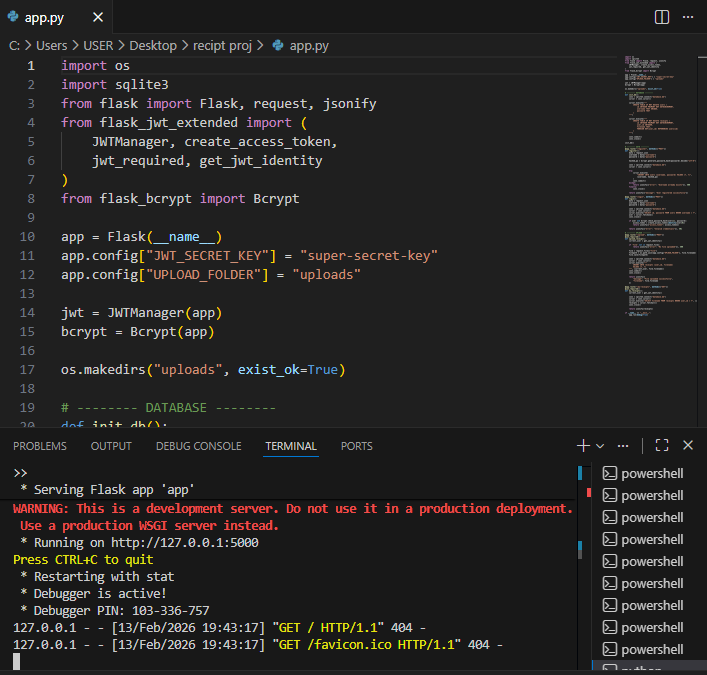 app.py
C: > Users > USER > Desktop > recipt proj > app.py
1 import os
2 import sqlite3
3 from flask import Flask, request, jsonify
4 from flask_jwt_extended import (
5     JWTManager, create_access_token,
6     jwt_required, get_jwt_identity
7 )
8 from flask_bcrypt import Bcrypt
9
10 app = Flask(__name__)
11 app.config["JWT_SECRET_KEY"] = "super-secret-key"
12 app.config["UPLOAD_FOLDER"] = "uploads"
13
14 jwt = JWTManager(app)
15 bcrypt = Bcrypt(app)
16
17 os.makedirs("uploads", exist_ok=True)
18
19 # -------- DATABASE --------
20 def init_db():
PROBLEMS OUTPUT DEBUG CONSOLE TERMINAL PORTS
>>
 * Serving Flask app 'app'
WARNING: This is a development server. Do not use it in a production deployment.
 Use a production WSGI server instead.
 * Running on http://127.0.0.1:5000
Press CTRL+C to quit
 * Restarting with stat
 * Debugger is active!
 * Debugger PIN: 103-336-757
127.0.0.1 - - [13/Feb/2026 19:43:17] "GET / HTTP/1.1" 404 -
127.0.0.1 - - [13/Feb/2026 19:43:17] "GET /favicon.ico HTTP/1.1" 404 -
powershell
powershell
powershell
powershell
powershell
powershell
powershell
powershell
powershell
python